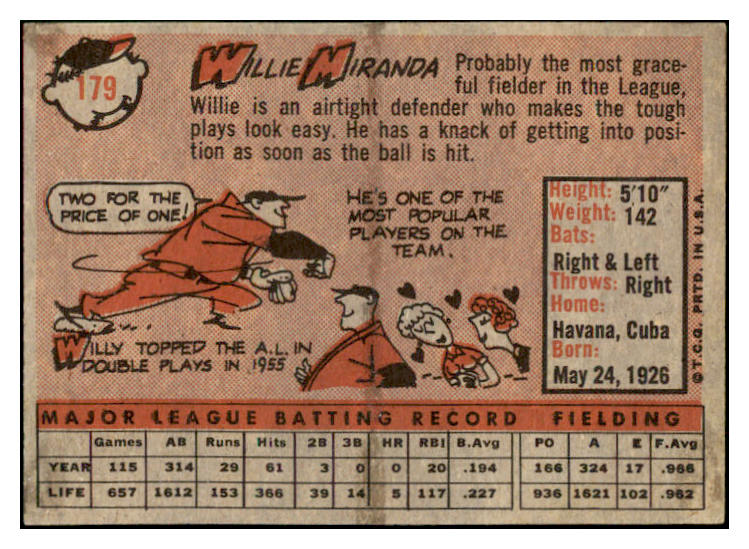 179
WILLIE MIRANDA
Probably the most grace-
ful fielder in the League,
Willie is an airtight defender who makes the tough
plays look easy. He has a knack of getting into posi-
tion as soon as the ball is hit.
TWO FOR THE
PRICE OF ONE!
HE'S ONE OF THE
MOST POPULAR
PLAYERS ON THE
TEAM.
WILLY TOPPED THE A.L. IN
DOUBLE PLAYS IN 1955
Height: 5'10"
Weight: 142
Bats:
Right & Left
Throws: Right
Home:
Havana, Cuba
Born:
May 24, 1926
© T.C.G. PRTD. IN U.S.A.
MAJOR LEAGUE BATTING RECORD FIELDING
Games AB Runs Hits 2B 3B HR RBI B.Avg PO A E F.Avg
YEAR 115 314 29 61 3 0 0 20 .194 166 324 17 .966
LIFE 657 1612 153 366 39 14 5 117 .227 936 1621 102 .962